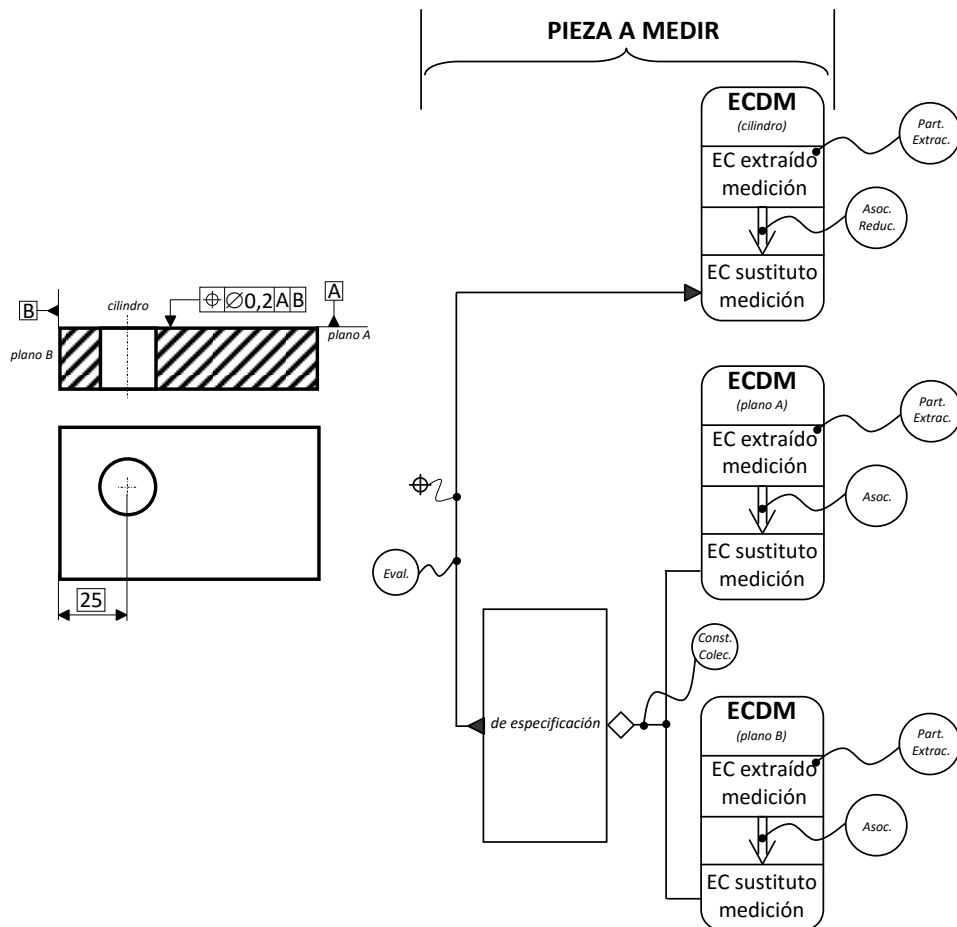 PIEZA A MEDIR
ECDM
(cilindro)
EC extraído
medición
EC sustituto
medición
Part.
Extrac.
Asoc.
Reduc.
B
cilindro
⌖ Ø0,2 A B
A
plano B
plano A
25
ECDM
(plano A)
EC extraído
medición
EC sustituto
medición
Part.
Extrac.
Asoc.
⌖
Eval.
de especificación
Const.
Colec.
ECDM
(plano B)
EC extraído
medición
EC sustituto
medición
Part.
Extrac.
Asoc.